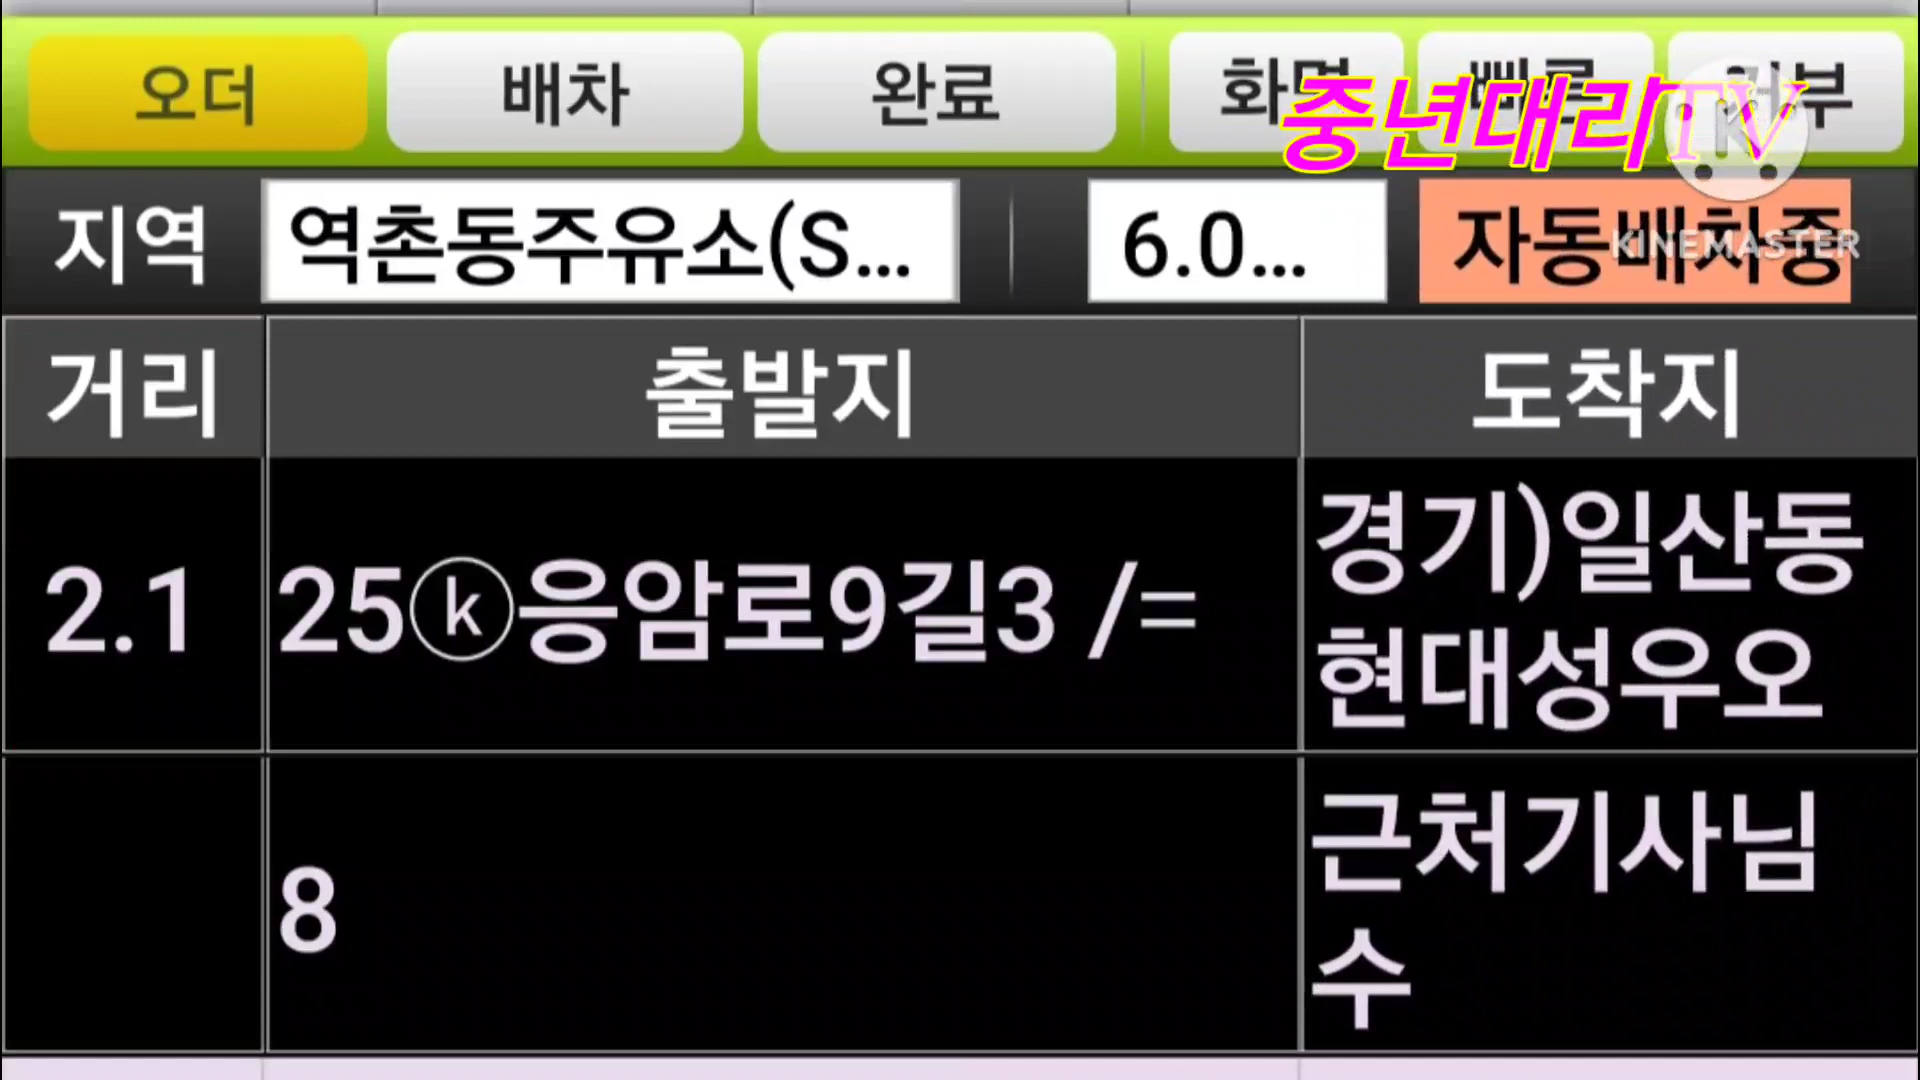 오더 배차 완료 화면 빠른
중년대리TV
지역 역촌동주유소(S... 6.0... 자동배차중
KINEMASTER
거리 출발지 도착지
2.1 25ⓚ응암로9길3 /= 경기)일산동
현대성우오
8 근처기사님
수